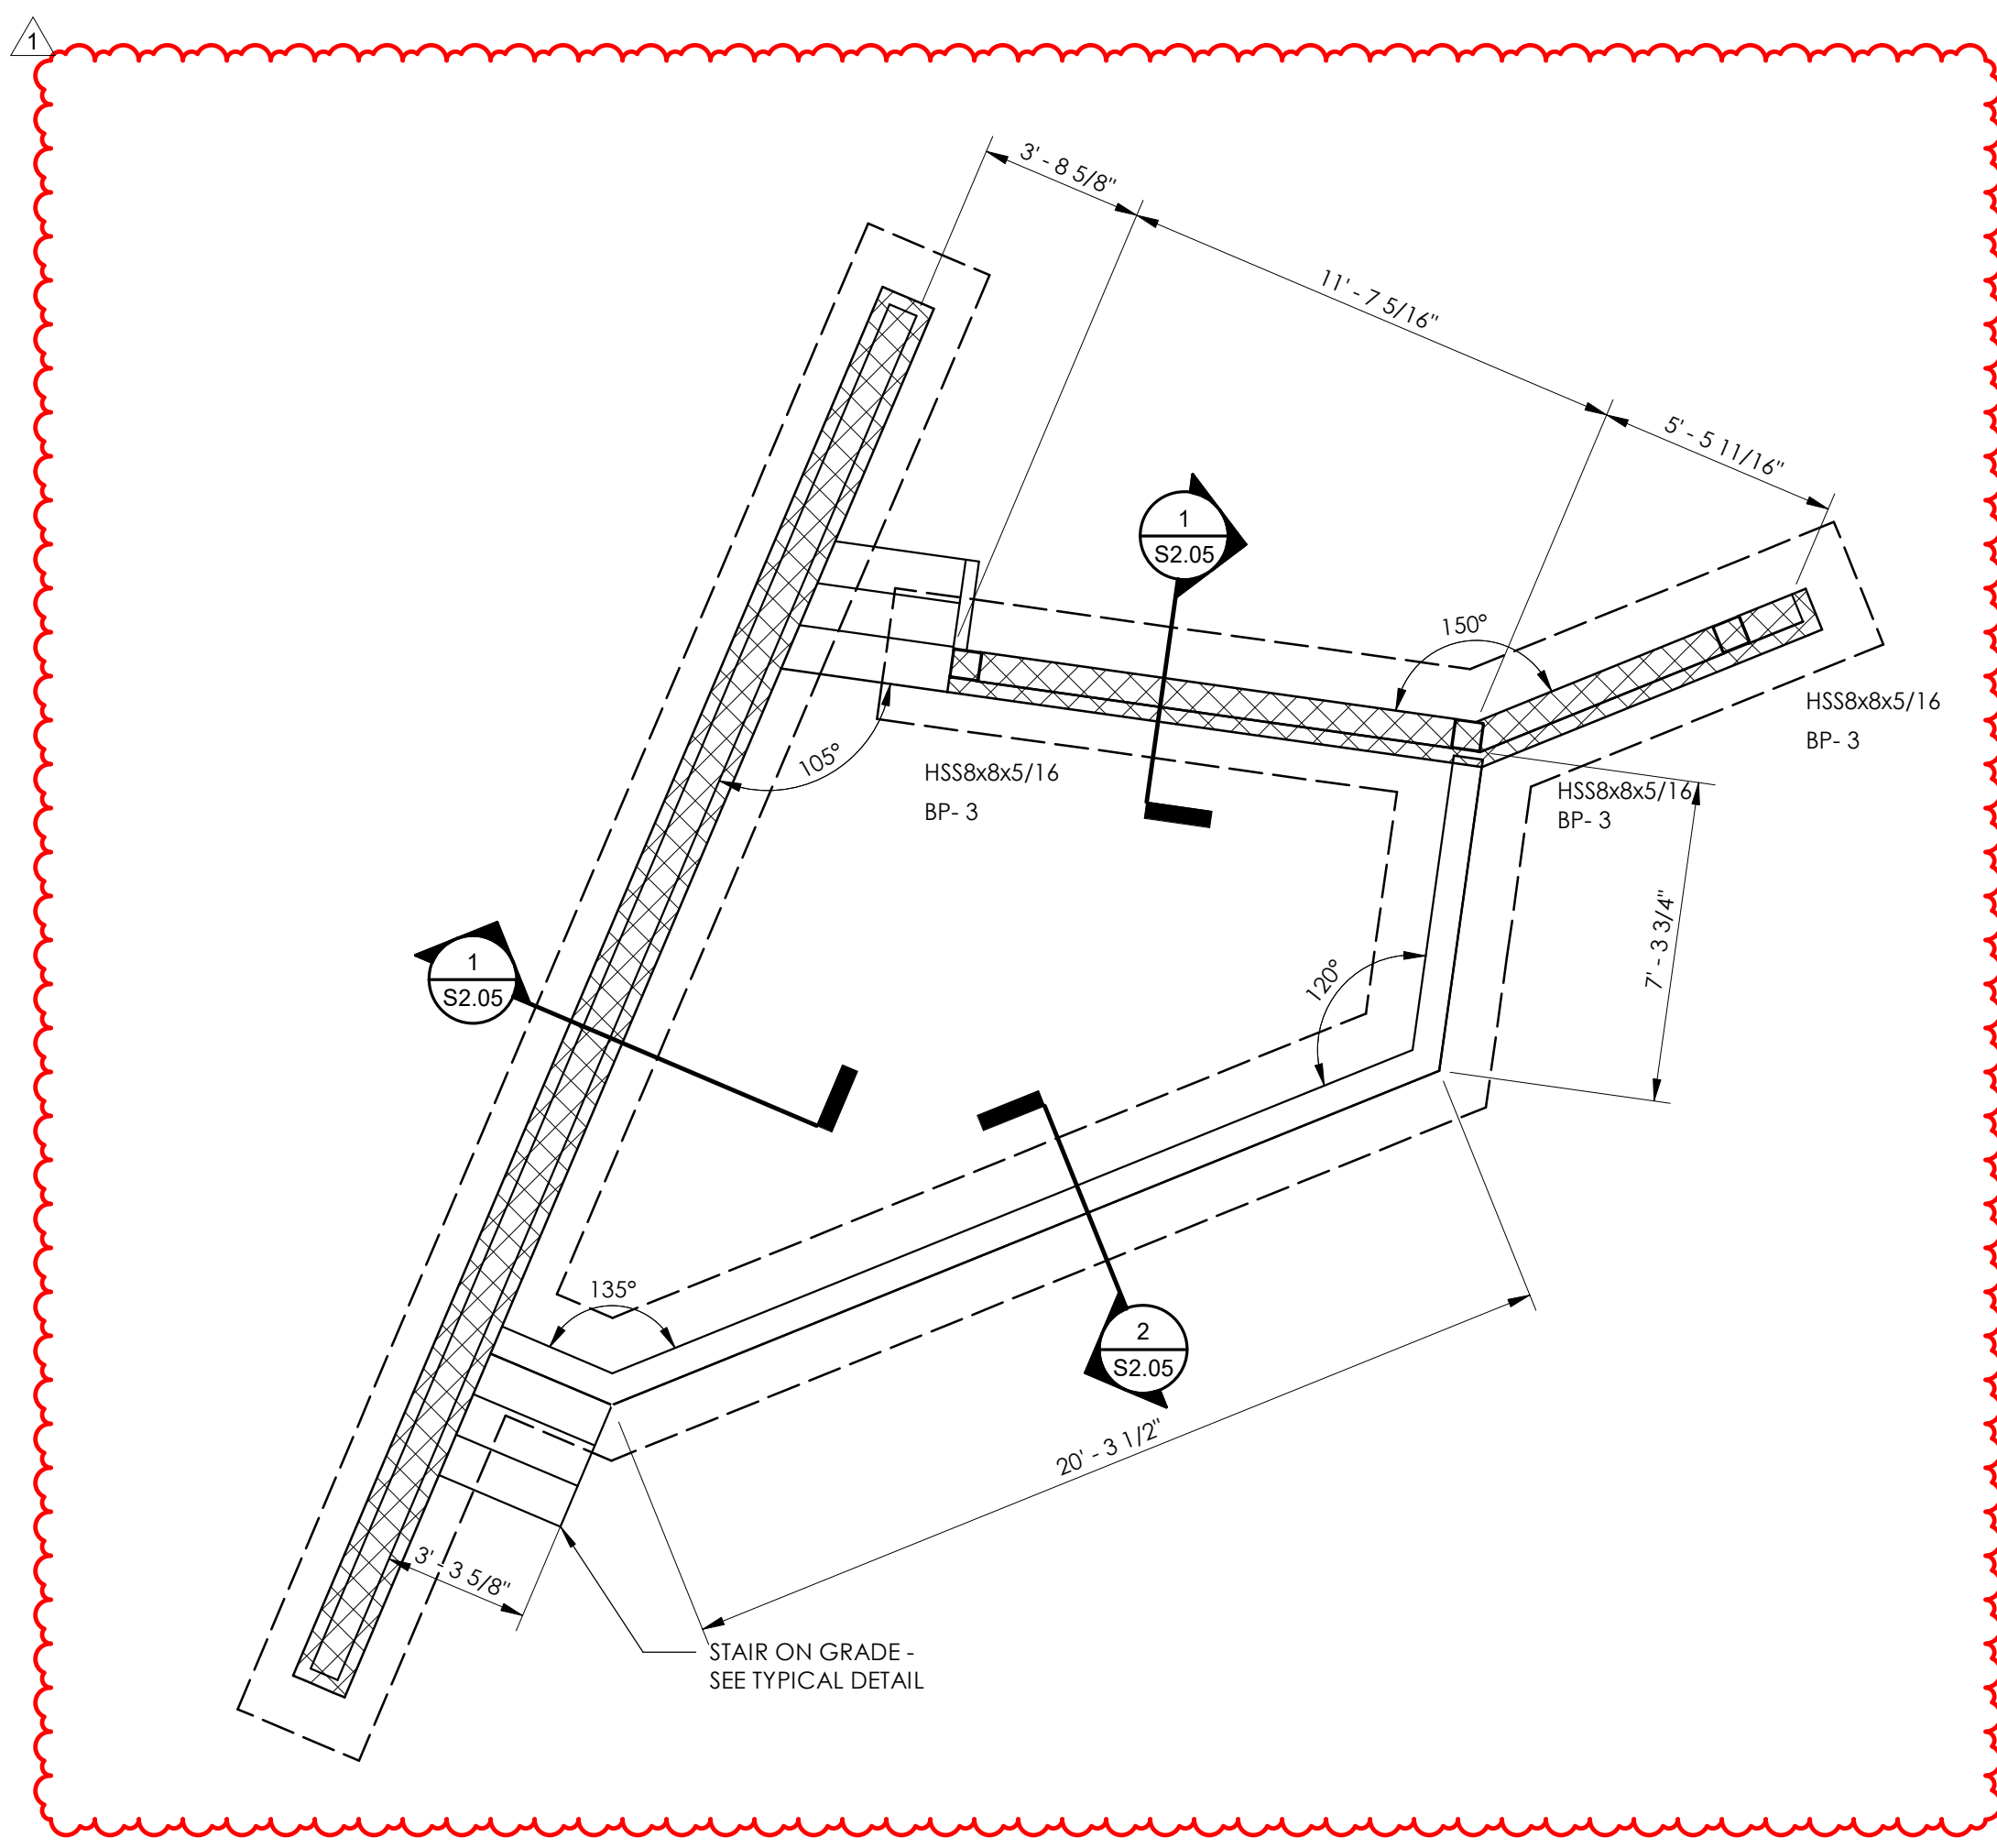 1
3' - 8 5/8"
11' - 7 5/16"
5' - 5 11/16"
1
S2.05
150°
HSS8x8x5/16
BP- 3
105°
HSS8x8x5/16
BP- 3
HSS8x8x5/16
BP- 3
7' - 3 3/4"
1
S2.05
120°
135°
2
S2.05
20' - 3 1/2"
3' - 3 5/8"
STAIR ON GRADE -
SEE TYPICAL DETAIL